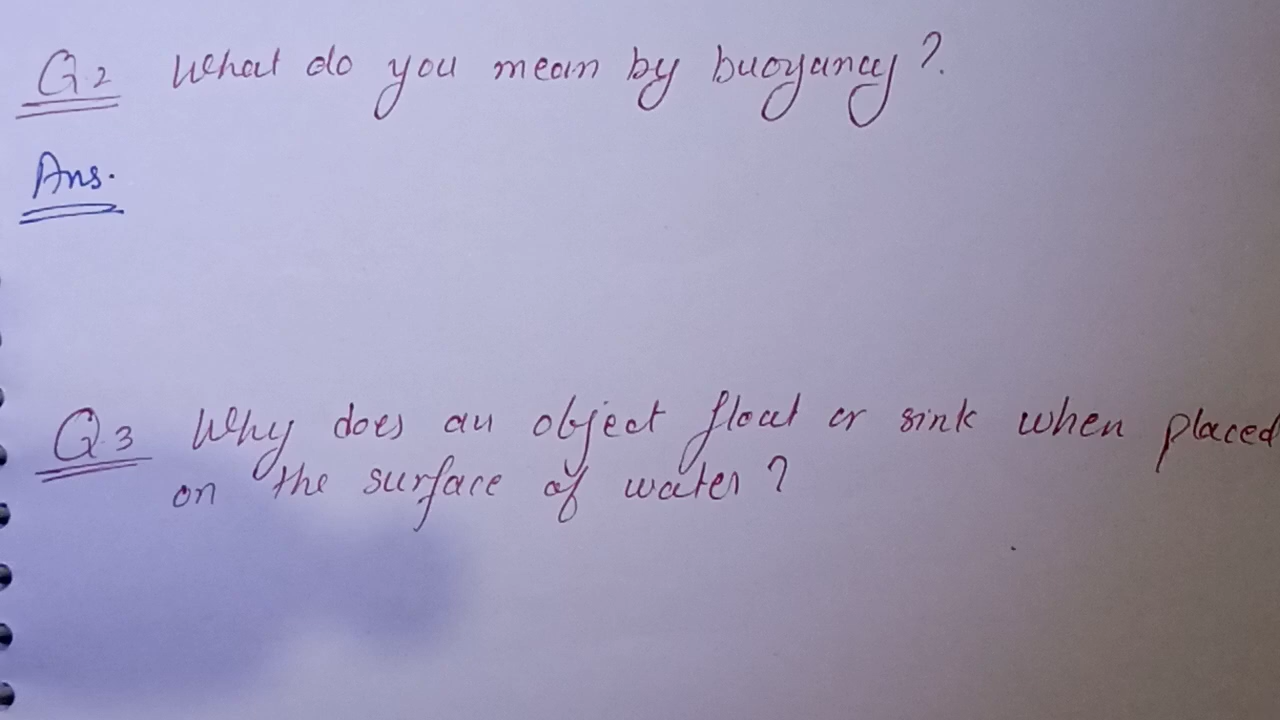 Q.2 What do you mean by buoyancy?
Ans.
Q.3 Why does an object float or sink when placed
on the surface of water?